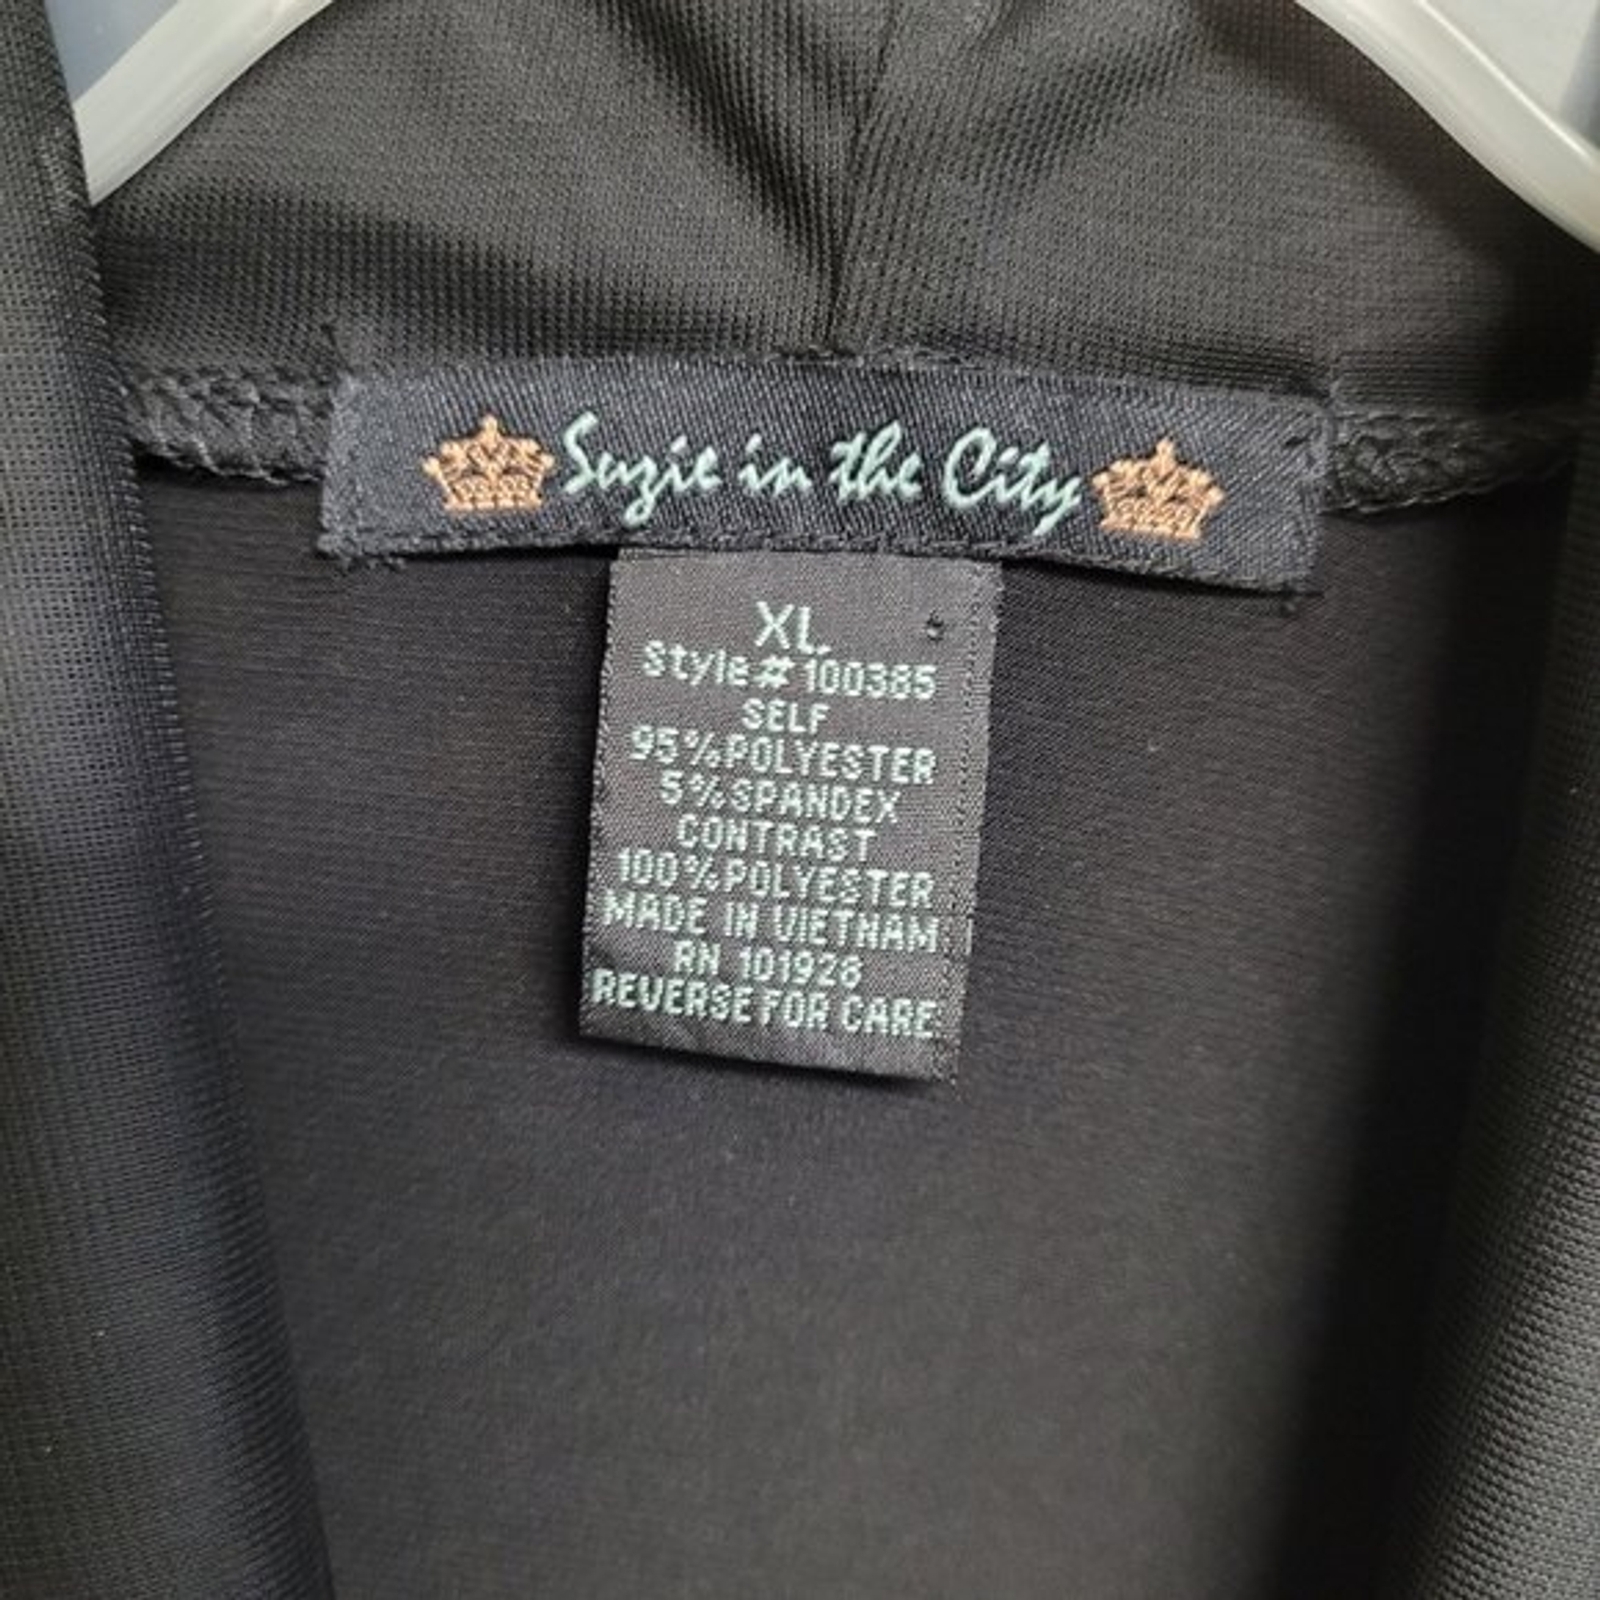 Suzie in the City
XL
Style# 100385
SELF
95%POLYESTER
5%SPANDEX
CONTRAST
100%POLYESTER
MADE IN VIETNAM
RN 101926
REVERSE FOR CARE